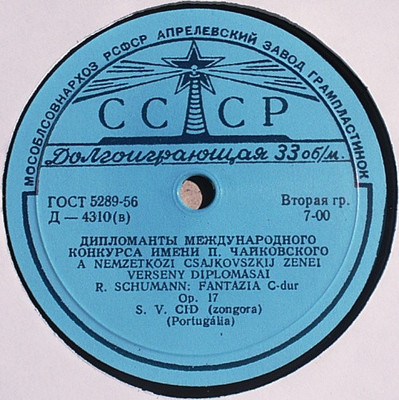 МОСОБЛСОВНАРХОЗ РСФСР АПРЕЛЕВСКИЙ ЗАВОД ГРАМПЛАСТИНОК
СССР
Долгоиграющая 33 об/м.
ГОСТ 5289-56 Вторая гр.
Д — 4310(в) 7-00
ДИПЛОМАНТЫ МЕЖДУНАРОДНОГО
КОНКУРСА ИМЕНИ П. ЧАЙКОВСКОГО
A NEMZETKÖZI CSAJKOVSZKIJ ZENEI
VERSENY DIPLOMÁSAI
R. SCHUMANN: FANTÁZIA C-dur
Op. 17
S. V. CID (zongora)
(Portugália)